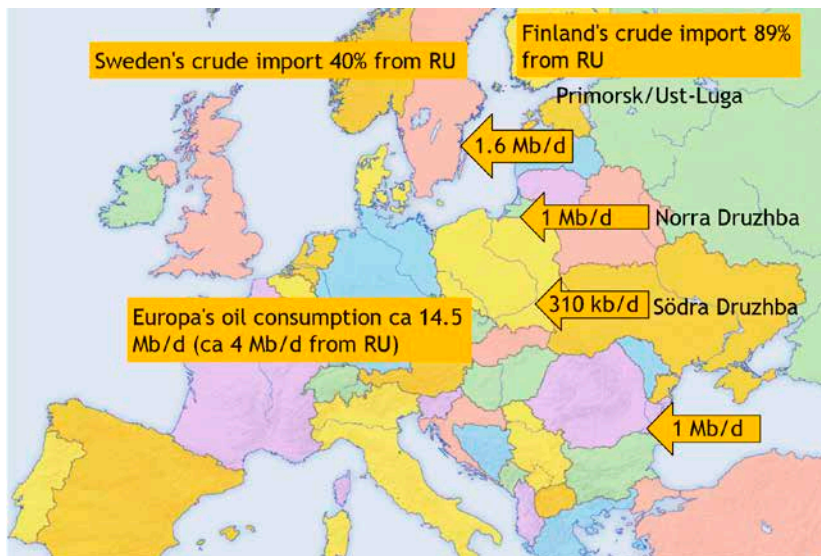 Sweden's crude import 40% from RU
Finland's crude import 89%
from RU
Primorsk/Ust-Luga
1.6 Mb/d
1 Mb/d
Norra Druzhba
310 kb/d
Södra Druzhba
Europa's oil consumption ca 14.5
Mb/d (ca 4 Mb/d from RU)
1 Mb/d